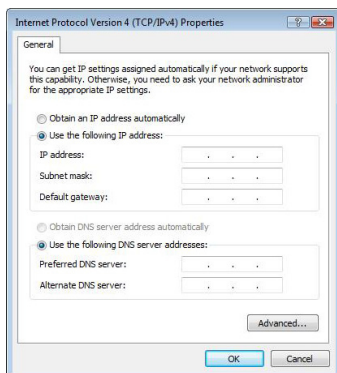 Internet Protocol Version 4 (TCP/IPv4) Properties
General
You can get IP settings assigned automatically if your network supports
this capability. Otherwise, you need to ask your network administrator
for the appropriate IP settings.
Obtain an IP address automatically
Use the following IP address:
IP address: . . .
Subnet mask: . . .
Default gateway: . . .
Obtain DNS server address automatically
Use the following DNS server addresses:
Preferred DNS server: . . .
Alternate DNS server: . . .
Advanced...
OK Cancel